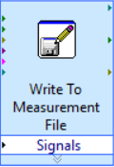 Write To
Measurement
File
Signals